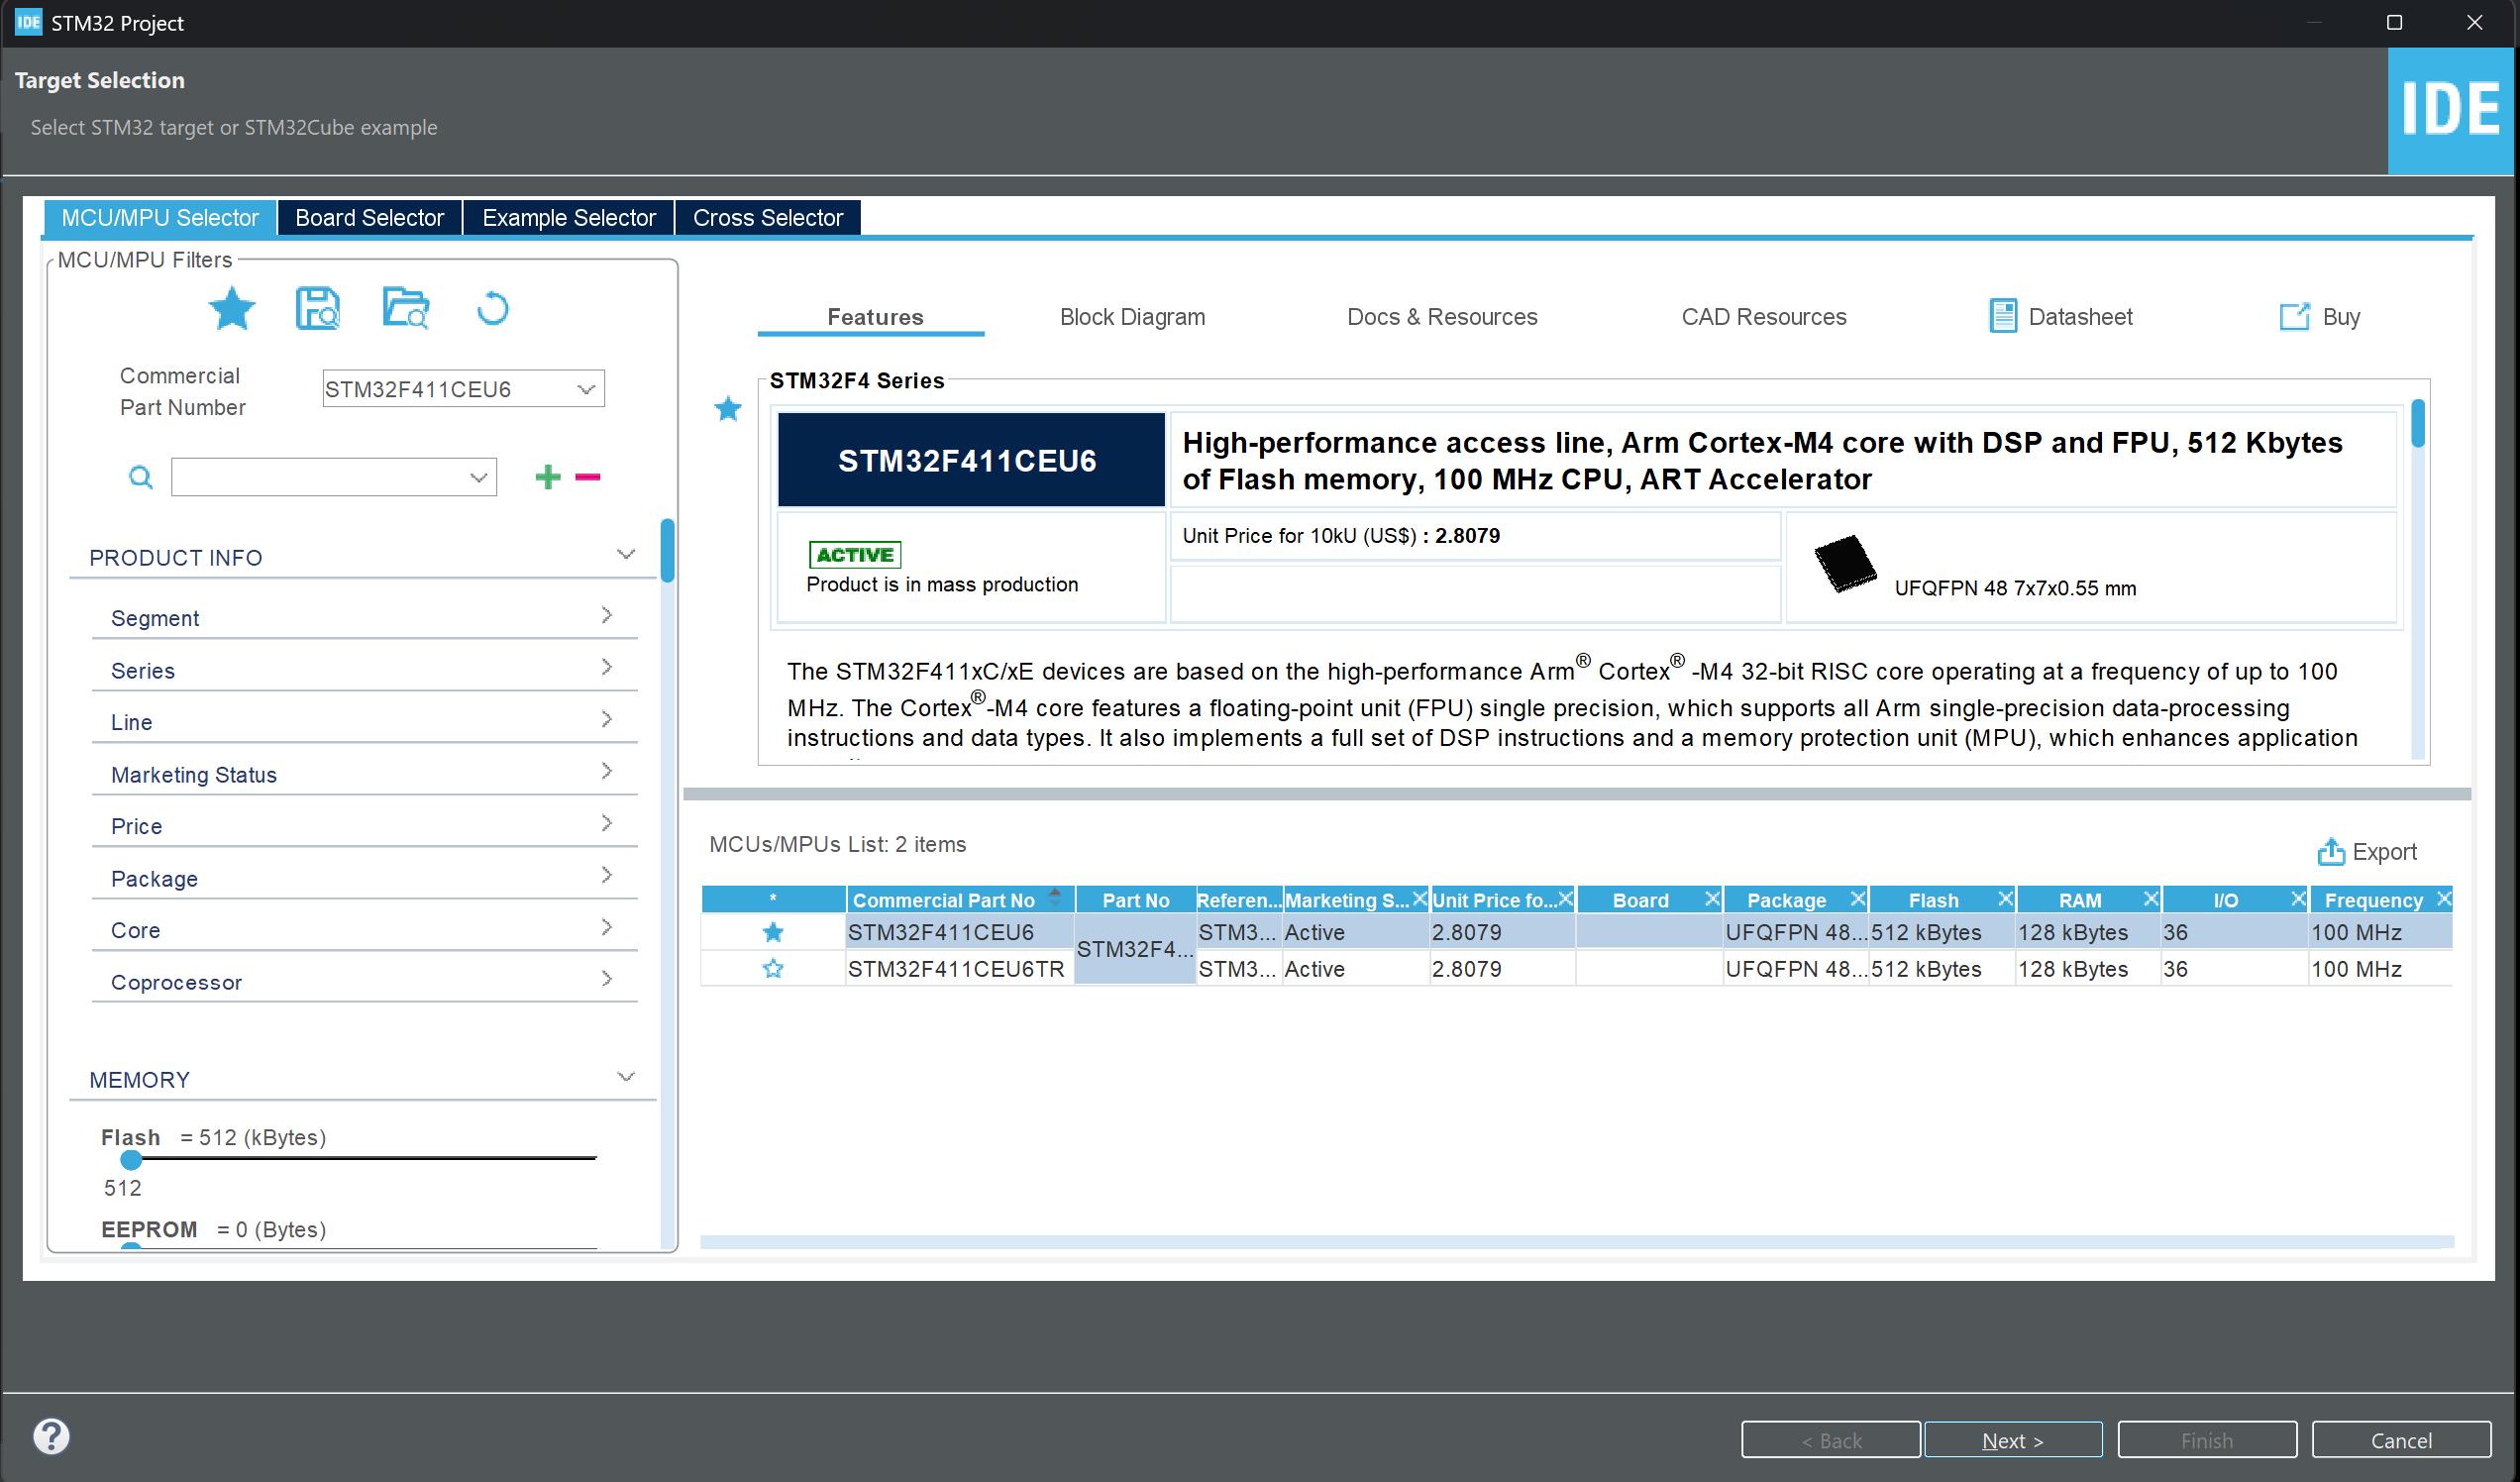 IDE STM32 Project
Target Selection
Select STM32 target or STM32Cube example
IDE
MCU/MPU Selector Board Selector Example Selector Cross Selector
MCU/MPU Filters
Commercial
Part Number
STM32F411CEU6
PRODUCT INFO
Segment
Series
Line
Marketing Status
Price
Package
Core
Coprocessor
MEMORY
Flash = 512 (kBytes)
512
EEPROM = 0 (Bytes)
Features Block Diagram Docs & Resources CAD Resources Datasheet Buy
STM32F4 Series
STM32F411CEU6
High-performance access line, Arm Cortex-M4 core with DSP and FPU, 512 Kbytes
of Flash memory, 100 MHz CPU, ART Accelerator
ACTIVE
Product is in mass production
Unit Price for 10kU (US$) : 2.8079
UFQFPN 48 7x7x0.55 mm
The STM32F411xC/xE devices are based on the high-performance Arm® Cortex® -M4 32-bit RISC core operating at a frequency of up to 100
MHz. The Cortex®-M4 core features a floating-point unit (FPU) single precision, which supports all Arm single-precision data-processing
instructions and data types. It also implements a full set of DSP instructions and a memory protection unit (MPU), which enhances application
MCUs/MPUs List: 2 items
Export
* Commercial Part No Part No Referen... Marketing S... Unit Price fo... Board Package Flash RAM I/O Frequency
STM32F411CEU6 STM32F4... STM3... Active 2.8079 UFQFPN 48... 512 kBytes 128 kBytes 36 100 MHz
STM32F411CEU6TR STM3... Active 2.8079 UFQFPN 48... 512 kBytes 128 kBytes 36 100 MHz
? < Back Next > Finish Cancel